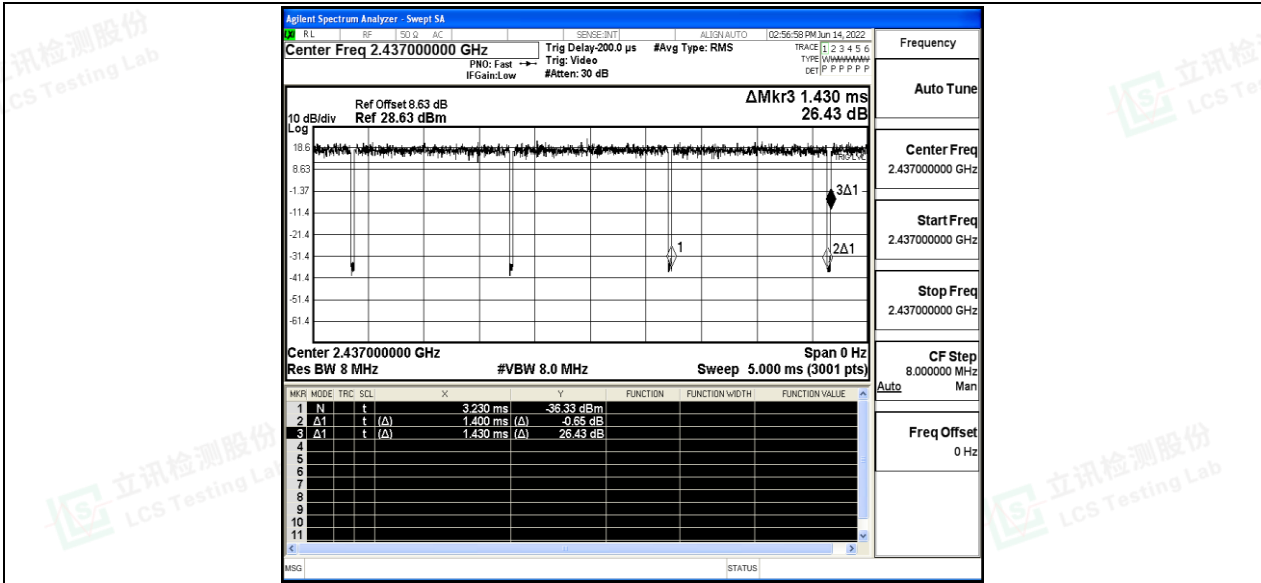 Agilent Spectrum Analyzer - Swept SA
RL RF 50 Ω AC SENSE:INT ALIGNAUTO 02:56:58 PM Jun 14, 2022
Center Freq 2.437000000 GHz
PNO: Fast
IFGain:Low
Trig Delay-200.0 µs
Trig: Video
#Atten: 30 dB
#Avg Type: RMS
TRACE 1 2 3 4 5 6
TYPE
DET P P P P P P
ΔMkr3 1.430 ms
26.43 dB
Ref Offset 8.63 dB
10 dB/div Ref 28.63 dBm
Log
18.6
8.63
-1.37
-11.4
-21.4
-31.4
-41.4
-51.4
-61.4
TRIG LVL
3Δ1
1
2Δ1
Center 2.437000000 GHz Span 0 Hz
Res BW 8 MHz #VBW 8.0 MHz Sweep 5.000 ms (3001 pts)
MKR MODE TRC SCL X Y FUNCTION FUNCTION WIDTH FUNCTION VALUE
1 N t 3.230 ms -36.33 dBm
2 Δ1 t (Δ) 1.400 ms (Δ) -0.65 dB
3 Δ1 t (Δ) 1.430 ms (Δ) 26.43 dB
4
5
6
7
8
9
10
11
MSG STATUS
Frequency
Auto Tune
Center Freq
2.437000000 GHz
Start Freq
2.437000000 GHz
Stop Freq
2.437000000 GHz
CF Step
8.000000 MHz
Auto Man
Freq Offset
0 Hz
立讯检测股份
LCS Testing Lab
立讯检
LCS Te
立讯检测股份
LCS Testing Lab
立讯检测股份
LCS Testing Lab